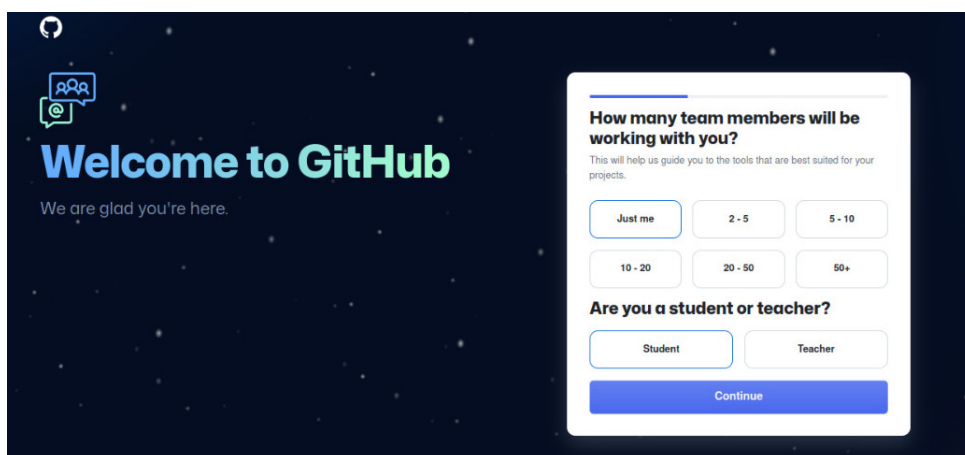 Welcome to GitHub
We are glad you're here.
How many team members will be
working with you?
This will help us guide you to the tools that are best suited for your
projects.
Just me
2 - 5
5 - 10
10 - 20
20 - 50
50+
Are you a student or teacher?
Student
Teacher
Continue